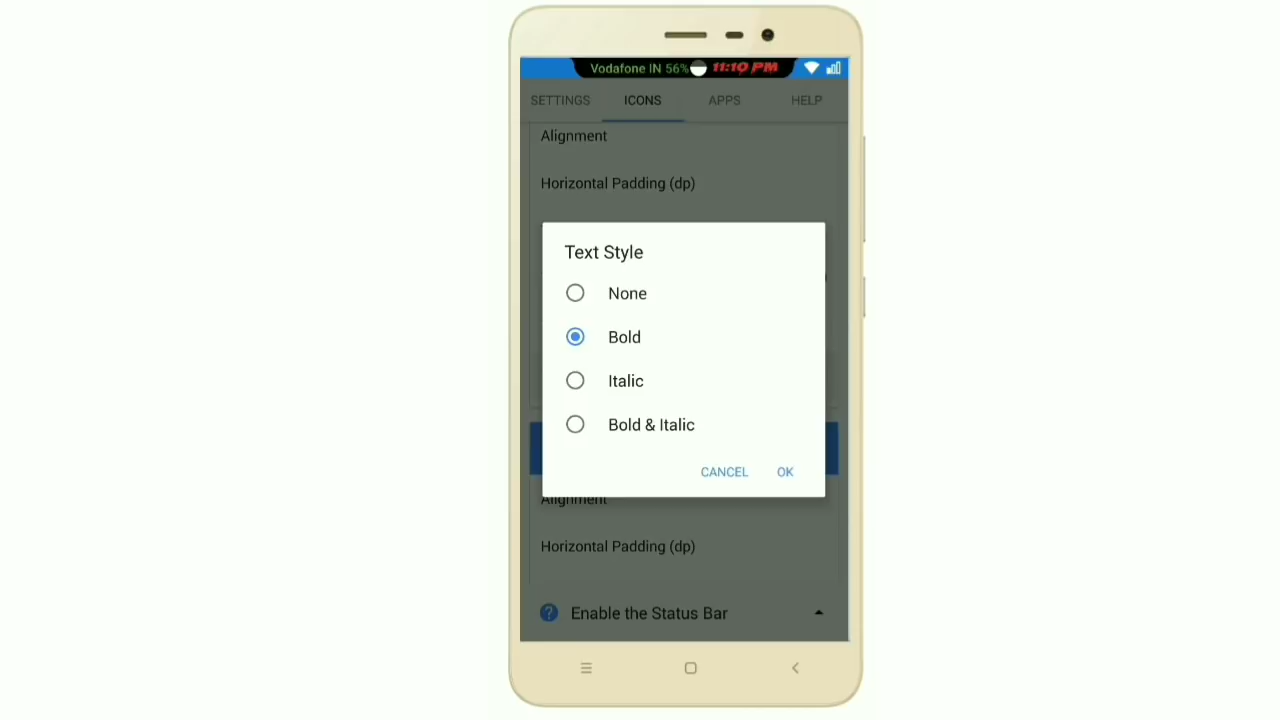 Vodafone IN 56% 11:10 PM
SETTINGS ICONS APPS HELP
Alignment
Horizontal Padding (dp)
Text Style
None
Bold
Italic
Bold & Italic
CANCEL OK
Alignment
Horizontal Padding (dp)
? Enable the Status Bar